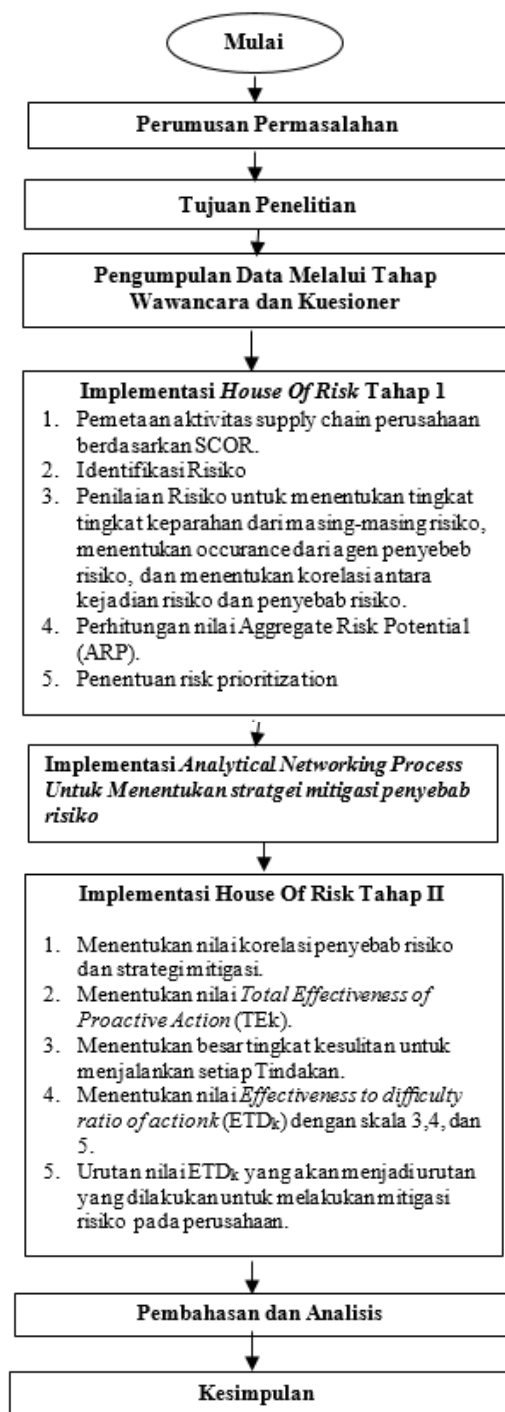 Mulai
Perumusan Permasalahan
Tujuan Penelitian
Pengumpulan Data Melalui Tahap
Wawancara dan Kuesioner
Implementasi House Of Risk Tahap 1
1. Pemetaan aktivitas supply chain perusahaan
berdasarkan SCOR.
2. Identifikasi Risiko
3. Penilaian Risiko untuk menentukan tingkat
tingkat keparahan dari masing-masing risiko,
menentukan occurance dari agen penyebeb
risiko, dan menentukan korelasi antara
kejadian risiko dan penyebab risiko.
4. Perhitungan nilai Aggregate Risk Potential
(ARP).
5. Penentuan risk prioritization
Implementasi Analytical Networking Process
Untuk Menentukan stratgei mitigasi penyebab
risiko
Implementasi House Of Risk Tahap II
1. Menentukan nilai korelasi penyebab risiko
dan strategi mitigasi.
2. Menentukan nilai Total Effectiveness of
Proactive Action (TEk).
3. Menentukan besar tingkat kesulitan untuk
menjalankan setiap Tindakan.
4. Menentukan nilai Effectiveness to difficulty
ratio of actionk (ETDk) dengan skala 3,4, dan
5.
5. Urutan nilai ETDk yang akan menjadi urutan
yang dilakukan untuk melakukan mitigasi
risiko pada perusahaan.
Pembahasan dan Analisis
Kesimpulan